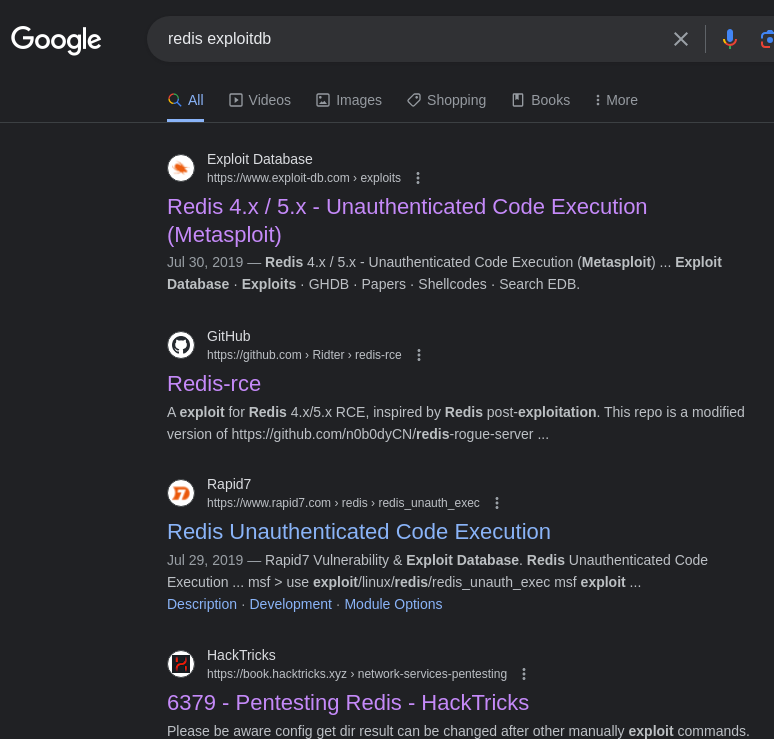 Google
redis exploitdb
All Videos Images Shopping Books More
Exploit Database
https://www.exploit-db.com › exploits
Redis 4.x / 5.x - Unauthenticated Code Execution
(Metasploit)
Jul 30, 2019 — Redis 4.x / 5.x - Unauthenticated Code Execution (Metasploit) ... Exploit
Database · Exploits · GHDB · Papers · Shellcodes · Search EDB.
GitHub
https://github.com › Ridter › redis-rce
Redis-rce
A exploit for Redis 4.x/5.x RCE, inspired by Redis post-exploitation. This repo is a modified
version of https://github.com/n0b0dyCN/redis-rogue-server ...
Rapid7
https://www.rapid7.com › redis › redis_unauth_exec
Redis Unauthenticated Code Execution
Jul 29, 2019 — Rapid7 Vulnerability & Exploit Database. Redis Unauthenticated Code
Execution ... msf > use exploit/linux/redis/redis_unauth_exec msf exploit ...
Description · Development · Module Options
HackTricks
https://book.hacktricks.xyz › network-services-pentesting
6379 - Pentesting Redis - HackTricks
Please be aware config get dir result can be changed after other manually exploit commands.